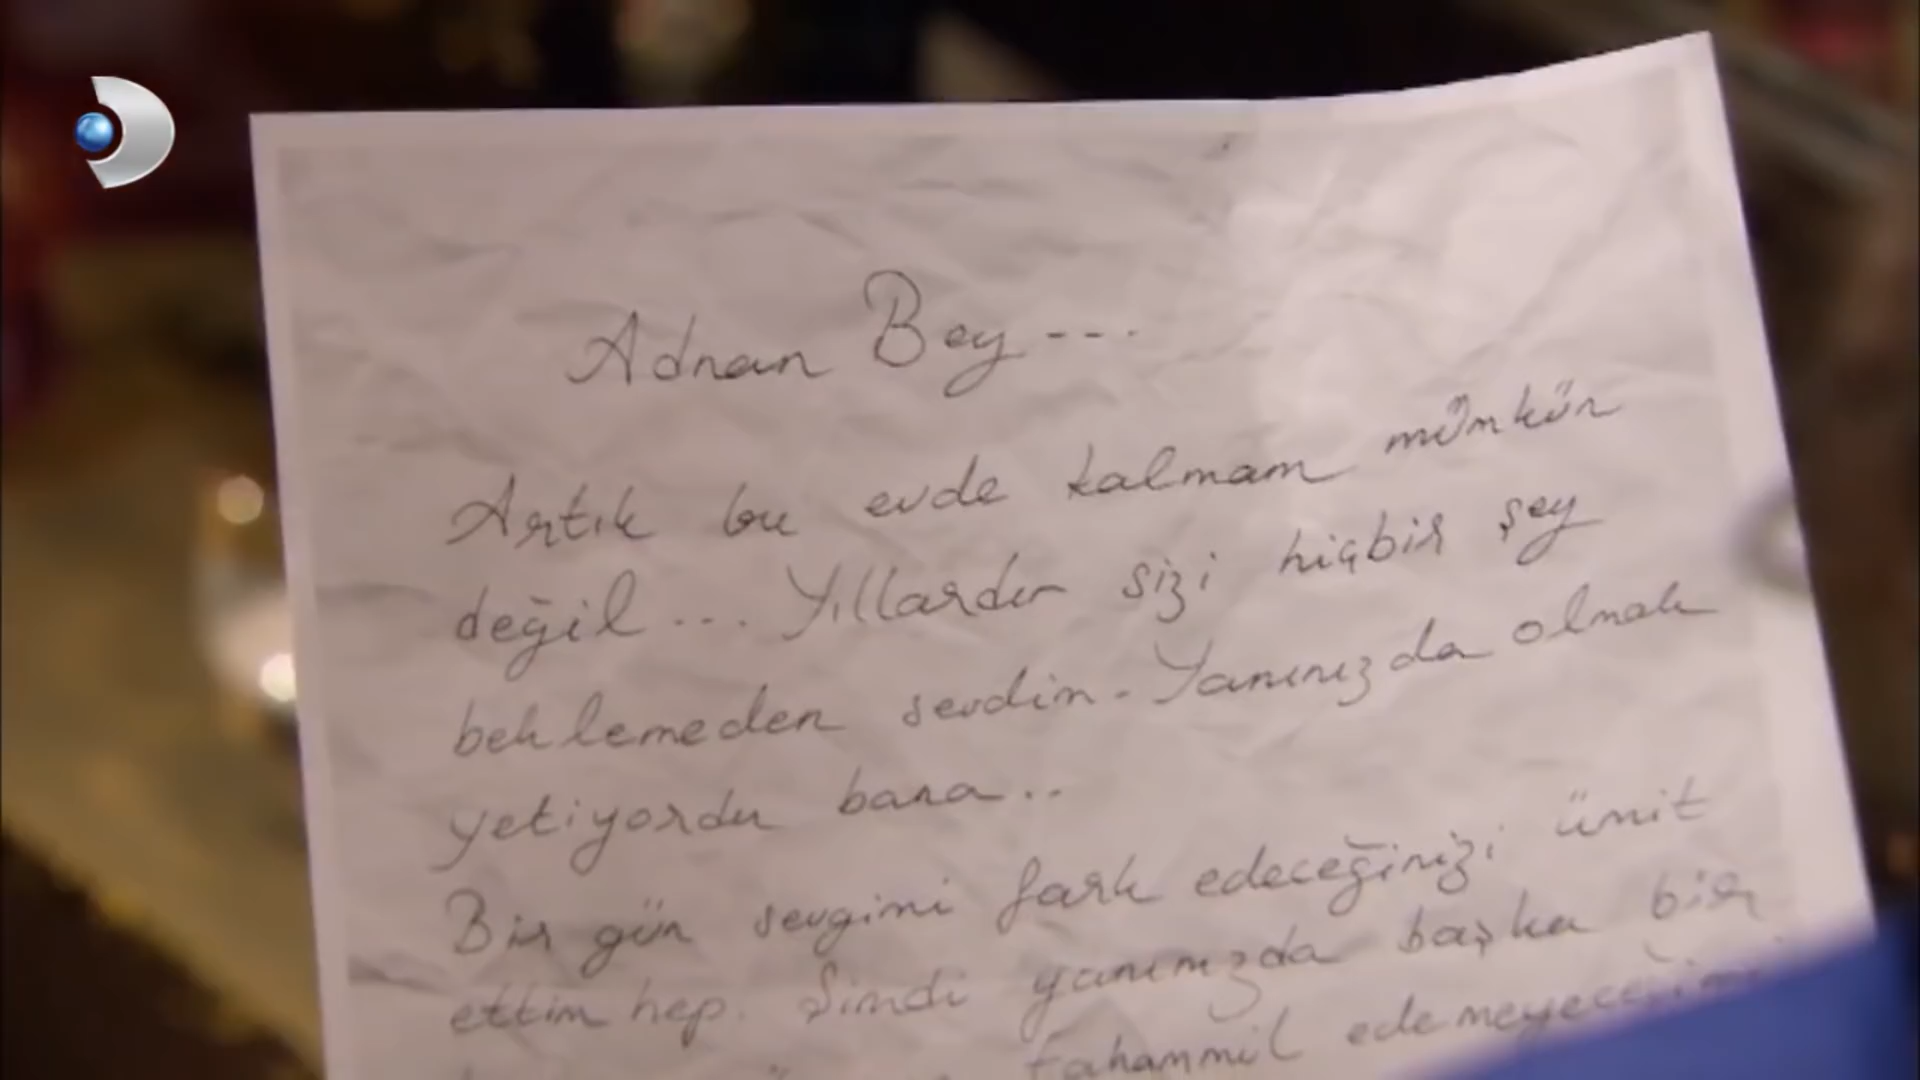 Adnan Bey...
Artık bu evde kalmam mümkün
değil... Yıllardır sizi hiçbir şey
beklemeden sevdim. Yanınızda olmak
yetiyordu bana..
Bir gün sevgimi fark edeceğinizi ümit
ettim hep. Şimdi yanınızda başka bir
tahammül edemeyeceğimi